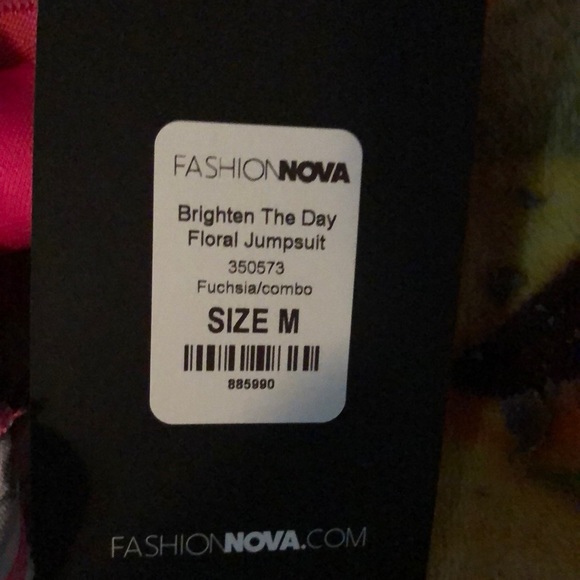 FASHIONNOVA
Brighten The Day
Floral Jumpsuit
350573
Fuchsia/combo
SIZE M
885990
FASHIONNOVA.COM